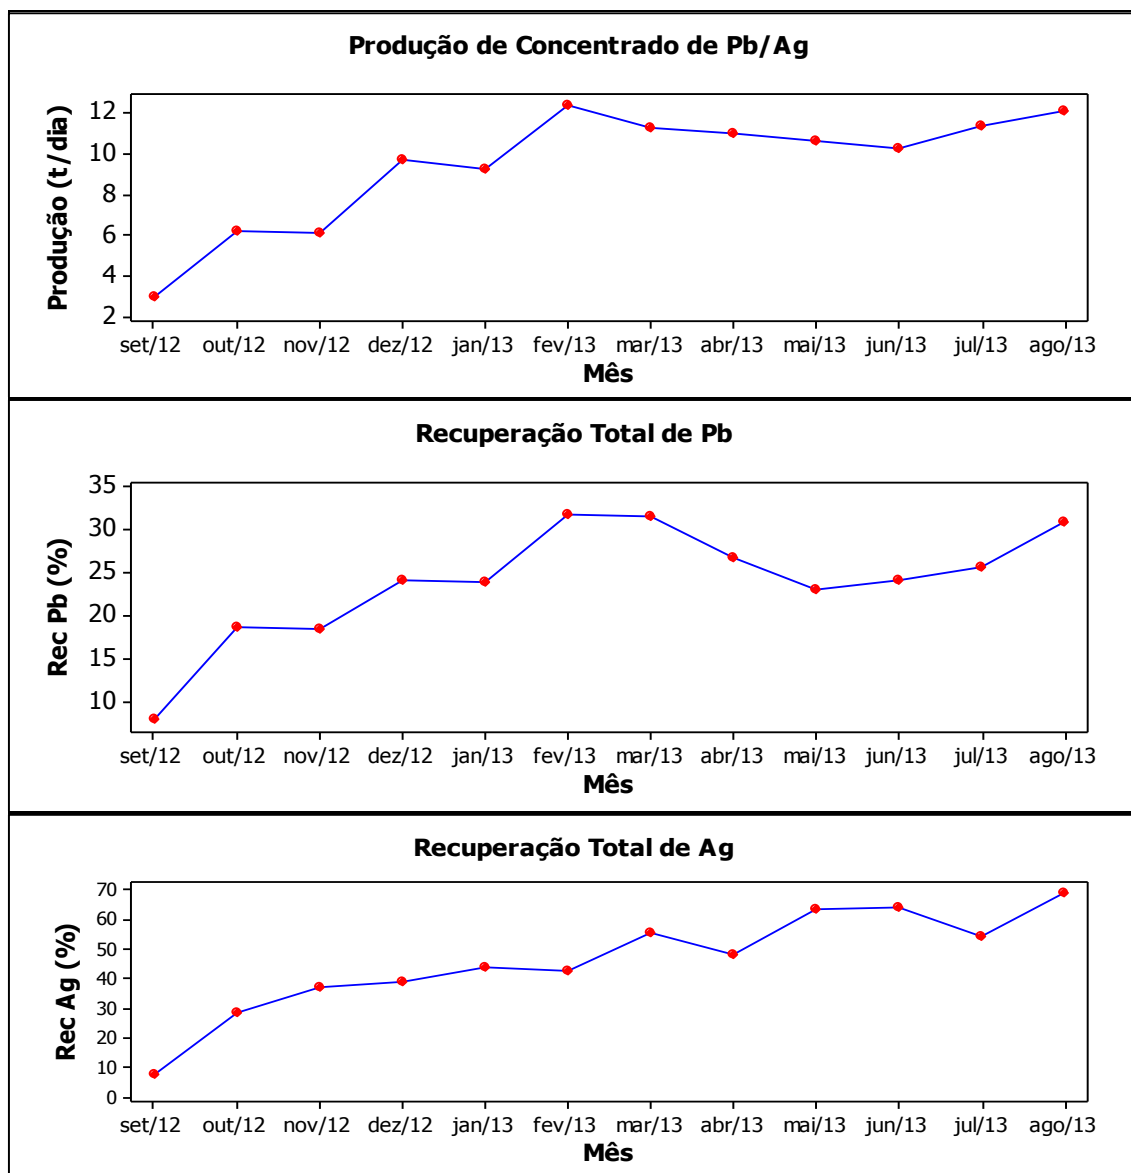 Produção de Concentrado de Pb/Ag
Produção (t/dia)
12
10
8
6
4
2
set/12 out/12 nov/12 dez/12 jan/13 fev/13 mar/13 abr/13 mai/13 jun/13 jul/13 ago/13
Mês
Recuperação Total de Pb
Rec Pb (%)
35
30
25
20
15
10
set/12 out/12 nov/12 dez/12 jan/13 fev/13 mar/13 abr/13 mai/13 jun/13 jul/13 ago/13
Mês
Recuperação Total de Ag
Rec Ag (%)
70
60
50
40
30
20
10
0
set/12 out/12 nov/12 dez/12 jan/13 fev/13 mar/13 abr/13 mai/13 jun/13 jul/13 ago/13
Mês